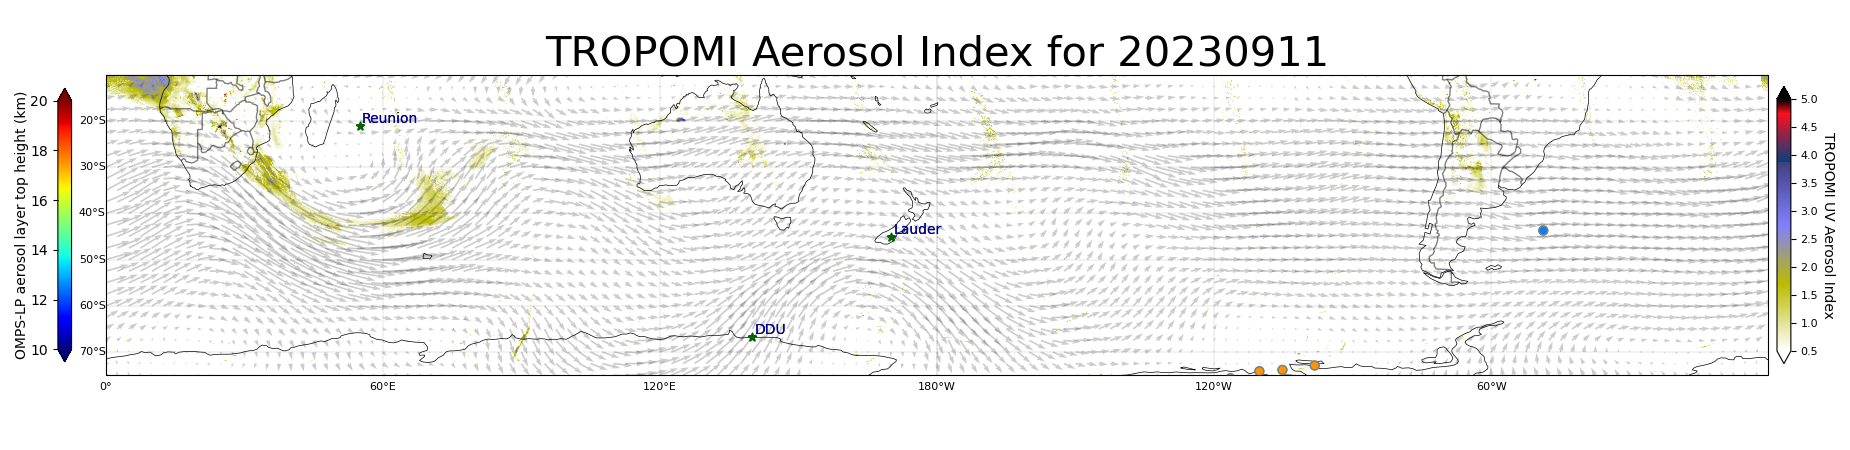 TROPOMI Aerosol Index for 20230911
OMPS-LP aerosol layer top height (km)
20
18
16
14
12
10
20°S
30°S
40°S
50°S
60°S
70°S
0°
60°E
120°E
180°W
120°W
60°W
Reunion
Lauder
DDU
5.0
4.5
4.0
3.5
3.0
2.5
2.0
1.5
1.0
0.5
TROPOMI UV Aerosol Index